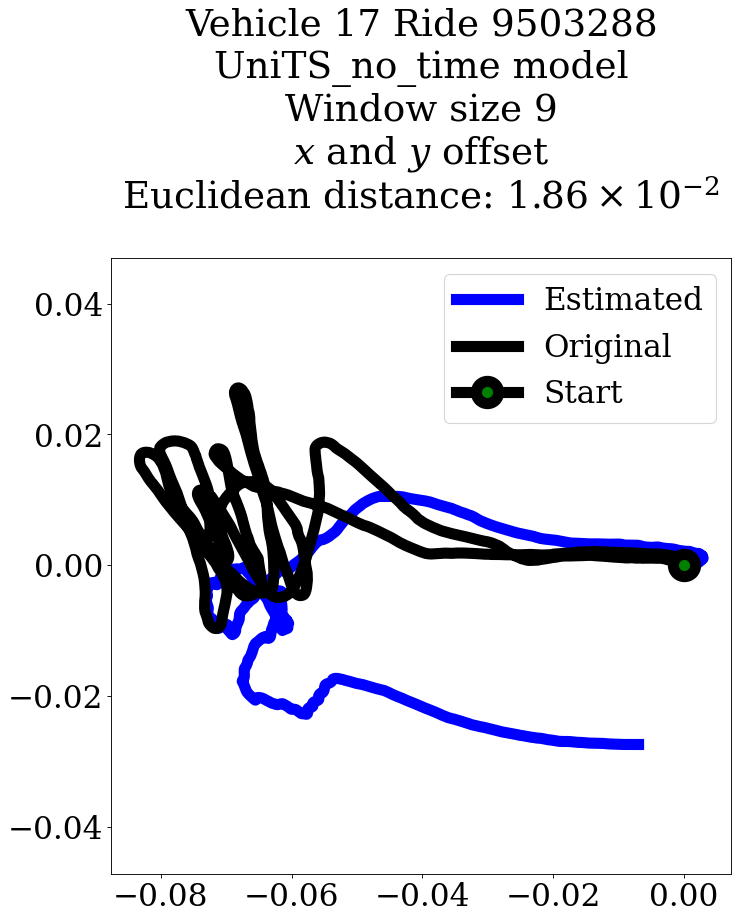 Vehicle 17 Ride 9503288
UniTS_no_time model
Window size 9
x and y offset
Euclidean distance: 1.86 × 10⁻²
Estimated
Original
Start
0.04
0.02
0.00
−0.02
−0.04
−0.08 −0.06 −0.04 −0.02 0.00